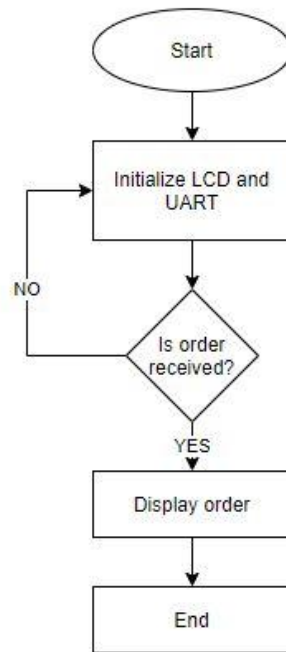 Start
Initialize LCD and
UART
NO
Is order
received?
YES
Display order
End